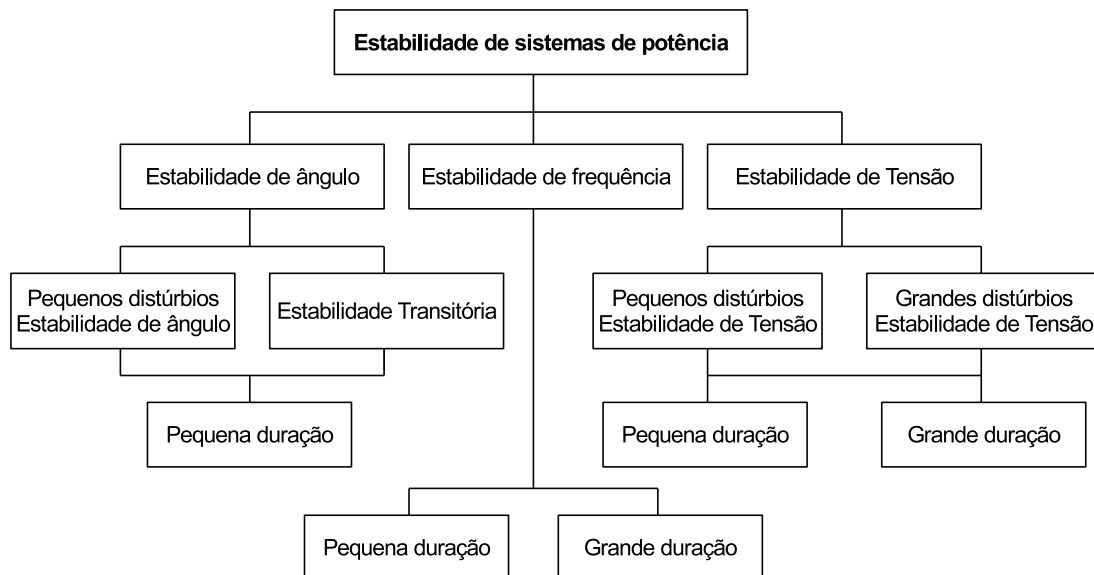 Estabilidade de sistemas de potência
Estabilidade de ângulo
Estabilidade de frequência
Estabilidade de Tensão
Pequenos distúrbios
Estabilidade de ângulo
Estabilidade Transitória
Pequenos distúrbios
Estabilidade de Tensão
Grandes distúrbios
Estabilidade de Tensão
Pequena duração
Pequena duração
Grande duração
Pequena duração
Grande duração